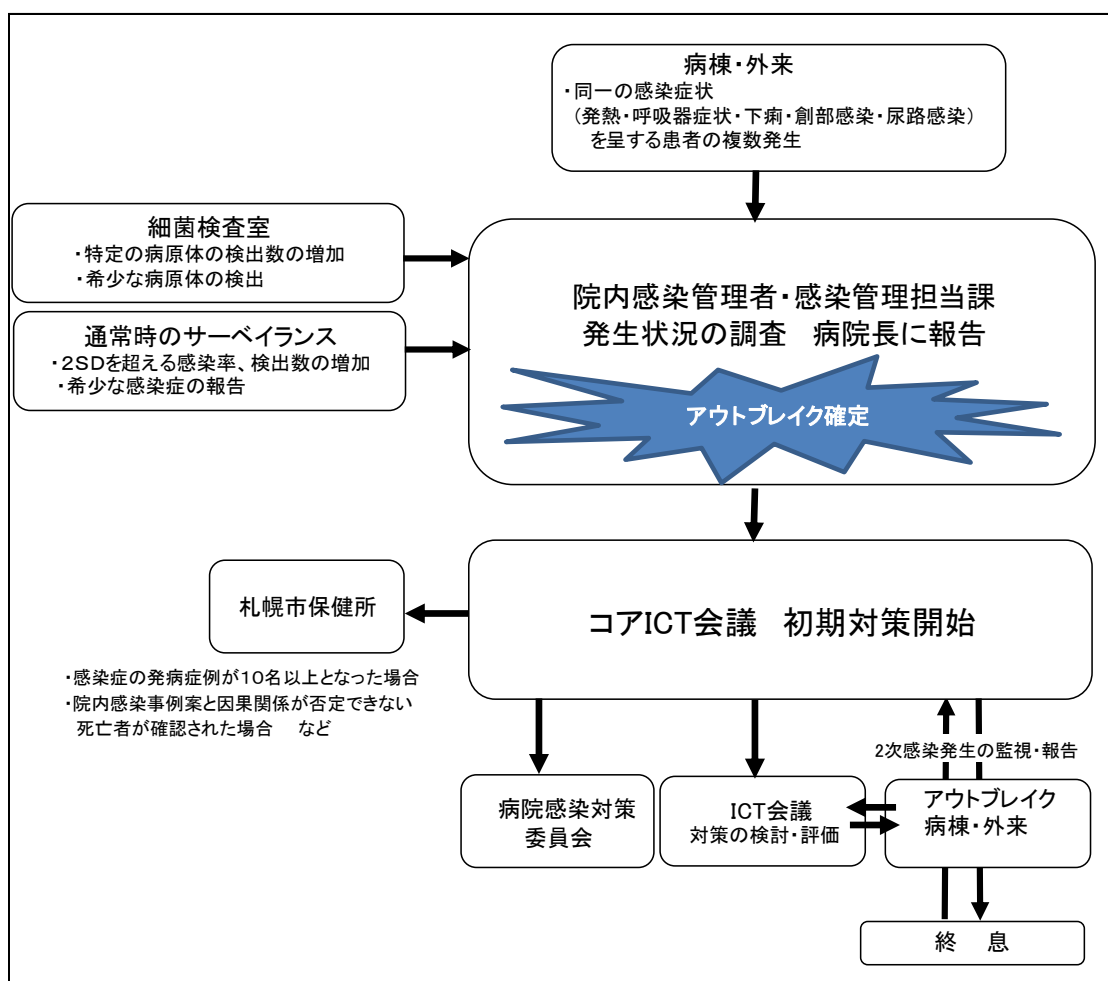 病棟・外来
・同一の感染症状
（発熱・呼吸器症状・下痢・創部感染・尿路感染）
を呈する患者の複数発生
細菌検査室
・特定の病原体の検出数の増加
・希少な病原体の検出
通常時のサーベイランス
・2SDを超える感染率、検出数の増加
・希少な感染症の報告
院内感染管理者・感染管理担当課
発生状況の調査　病院長に報告
アウトブレイク確定
コアICT会議　初期対策開始
札幌市保健所
・感染症の発病症例が10名以上となった場合
・院内感染事例案と因果関係が否定できない
死亡者が確認された場合　など
2次感染発生の監視・報告
病院感染対策
委員会
ICT会議
対策の検討・評価
アウトブレイク
病棟・外来
終　息